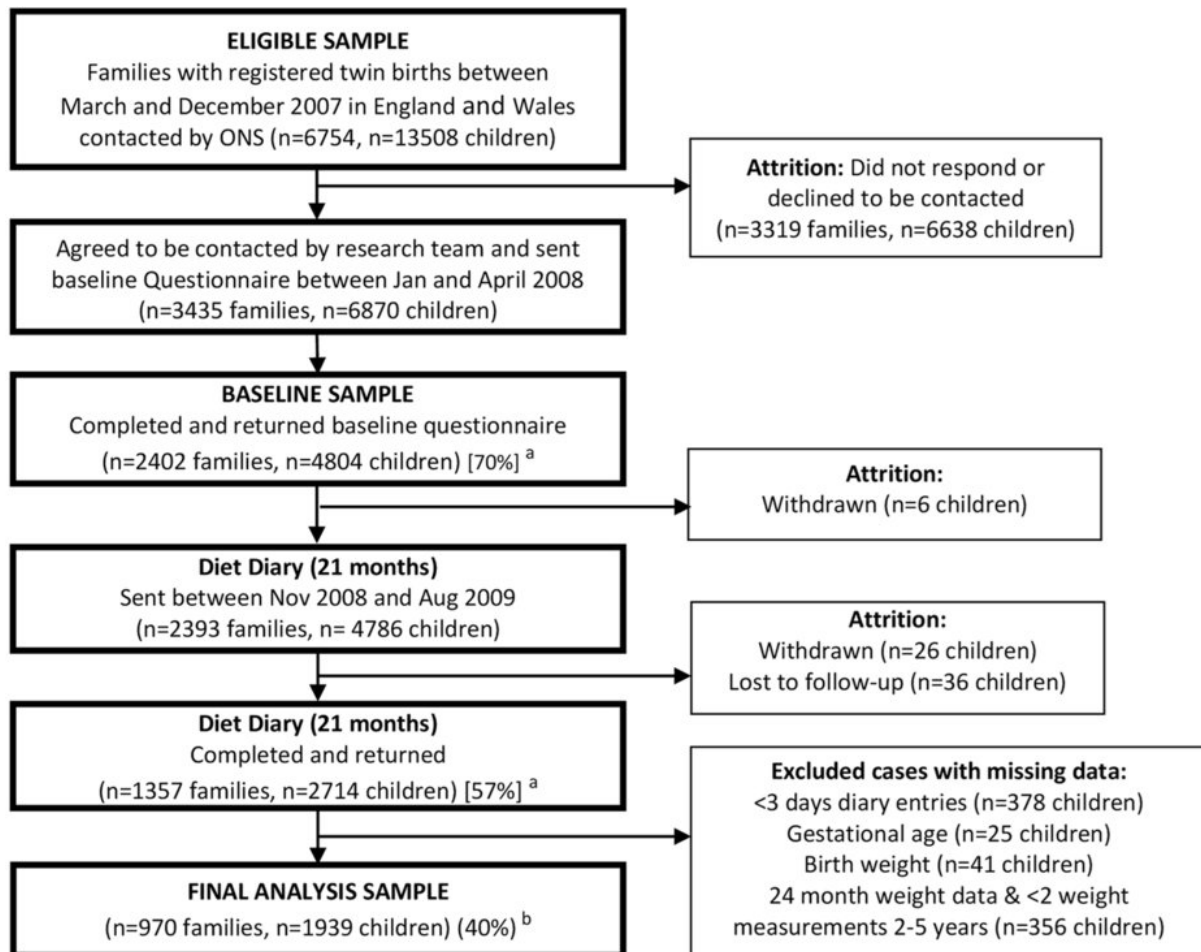 ELIGIBLE SAMPLE
Families with registered twin births between
March and December 2007 in England and Wales
contacted by ONS (n=6754, n=13508 children)
Attrition: Did not respond or
declined to be contacted
(n=3319 families, n=6638 children)
Agreed to be contacted by research team and sent
baseline Questionnaire between Jan and April 2008
(n=3435 families, n=6870 children)
BASELINE SAMPLE
Completed and returned baseline questionnaire
(n=2402 families, n=4804 children) [70%] a
Attrition:
Withdrawn (n=6 children)
Diet Diary (21 months)
Sent between Nov 2008 and Aug 2009
(n=2393 families, n= 4786 children)
Attrition:
Withdrawn (n=26 children)
Lost to follow-up (n=36 children)
Diet Diary (21 months)
Completed and returned
(n=1357 families, n=2714 children) [57%] a
Excluded cases with missing data:
<3 days diary entries (n=378 children)
Gestational age (n=25 children)
Birth weight (n=41 children)
24 month weight data & <2 weight
measurements 2-5 years (n=356 children)
FINAL ANALYSIS SAMPLE
(n=970 families, n=1939 children) (40%) b